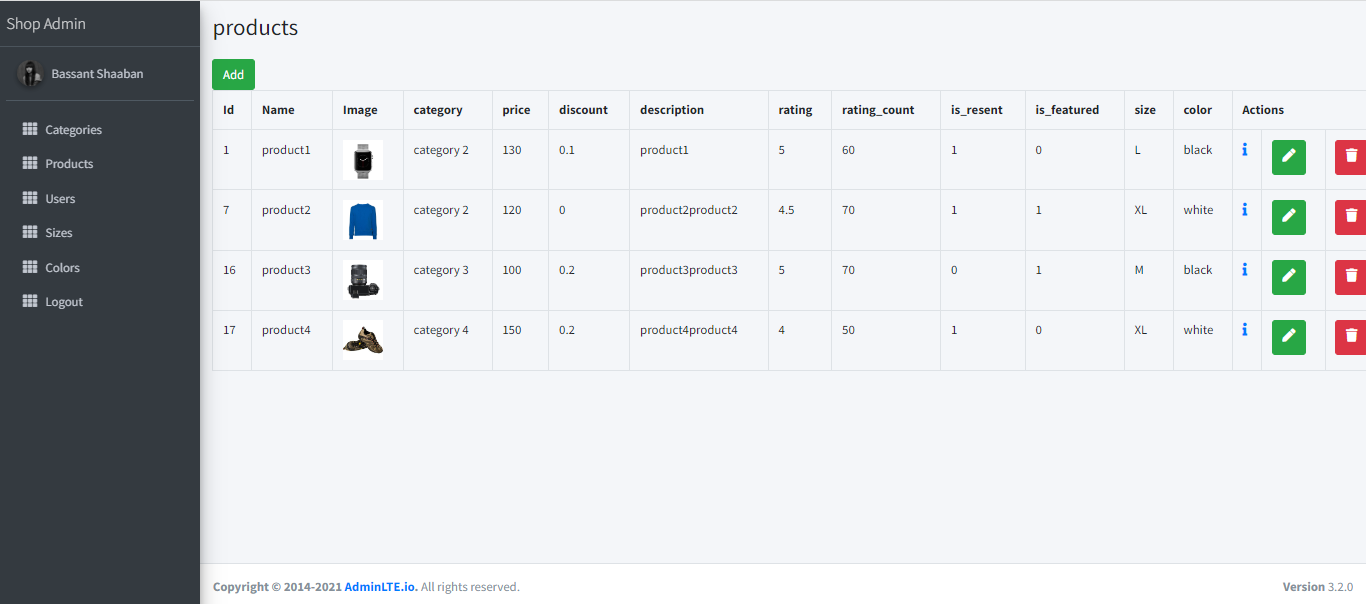 Shop Admin
products
Bassant Shaaban
Add
Id Name Image category price discount description rating rating_count is_resent is_featured size color Actions
1 product1 category 2 130 0.1 product1 5 60 1 0 L black
7 product2 category 2 120 0 product2product2 4.5 70 1 1 XL white
16 product3 category 3 100 0.2 product3product3 5 70 0 1 M black
17 product4 category 4 150 0.2 product4product4 4 50 1 0 XL white
Categories
Products
Users
Sizes
Colors
Logout
Copyright © 2014-2021 AdminLTE.io. All rights reserved.
Version 3.2.0